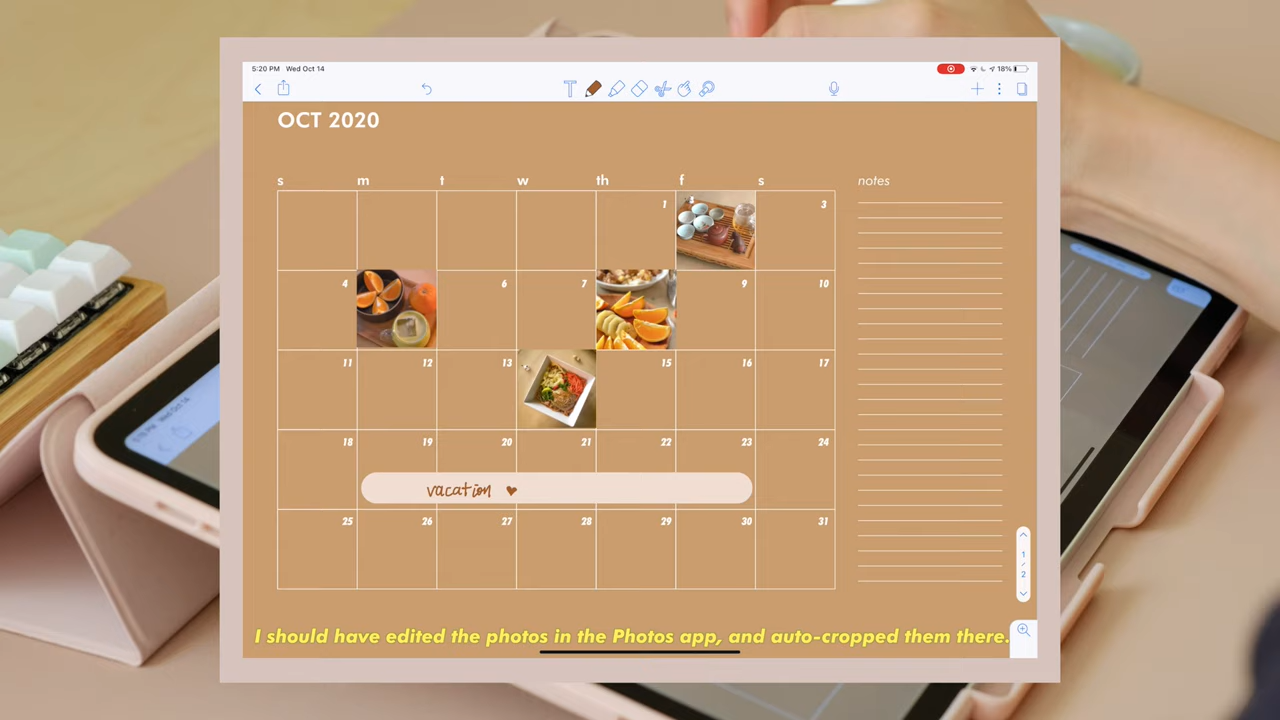 5:20 PM Wed Oct 14
18%
OCT 2020
s m t w th f s
notes
1 3
4 6 7 9 10
11 12 13 15 16 17
18 19 20 21 22 23 24
vacation ♥
25 26 27 28 29 30 31
1
/
2
I should have edited the photos in the Photos app, and auto-cropped them there.